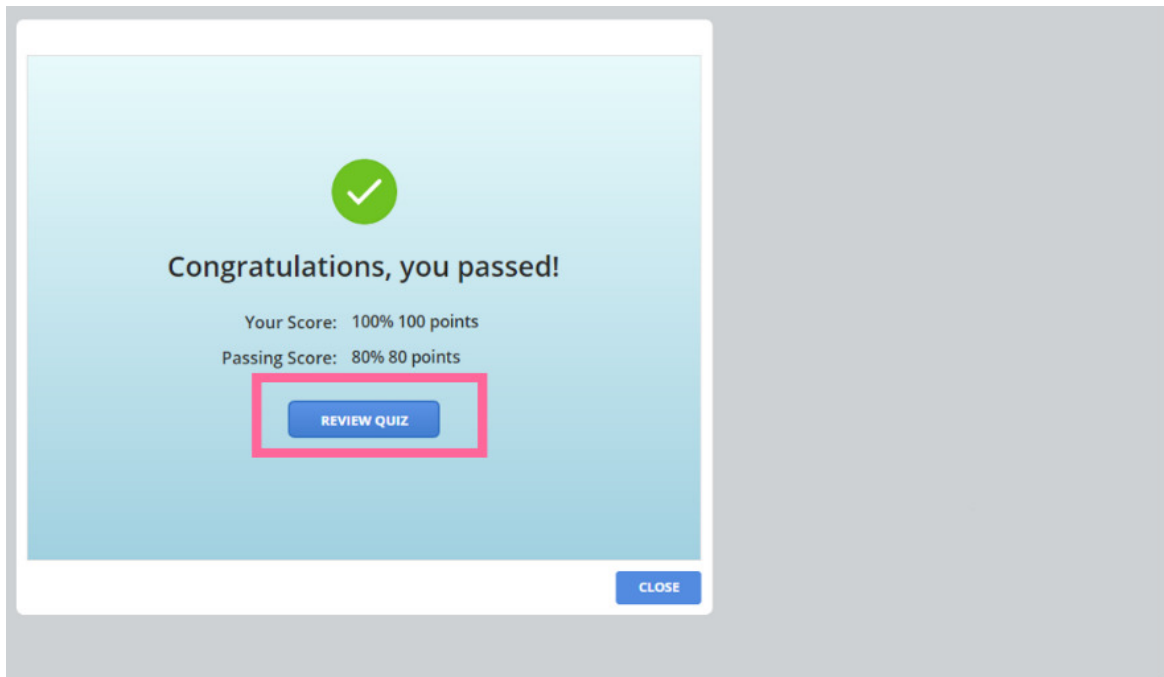 Congratulations, you passed!
Your Score: 100% 100 points
Passing Score: 80% 80 points
REVIEW QUIZ
CLOSE